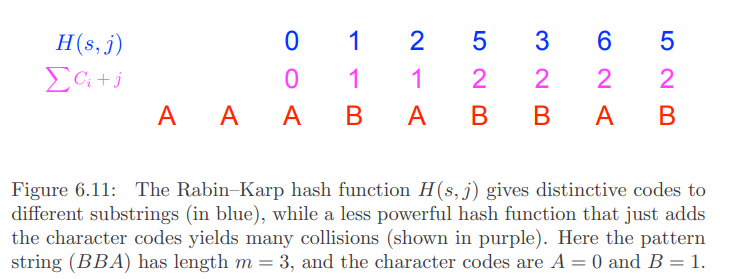 H(s, j) 0 1 2 5 3 6 5
∑ C_i + j 0 1 1 2 2 2 2
A A A B A B B A B
Figure 6.11: The Rabin–Karp hash function H(s, j) gives distinctive codes to
different substrings (in blue), while a less powerful hash function that just adds
the character codes yields many collisions (shown in purple). Here the pattern
string (BBA) has length m = 3, and the character codes are A = 0 and B = 1.